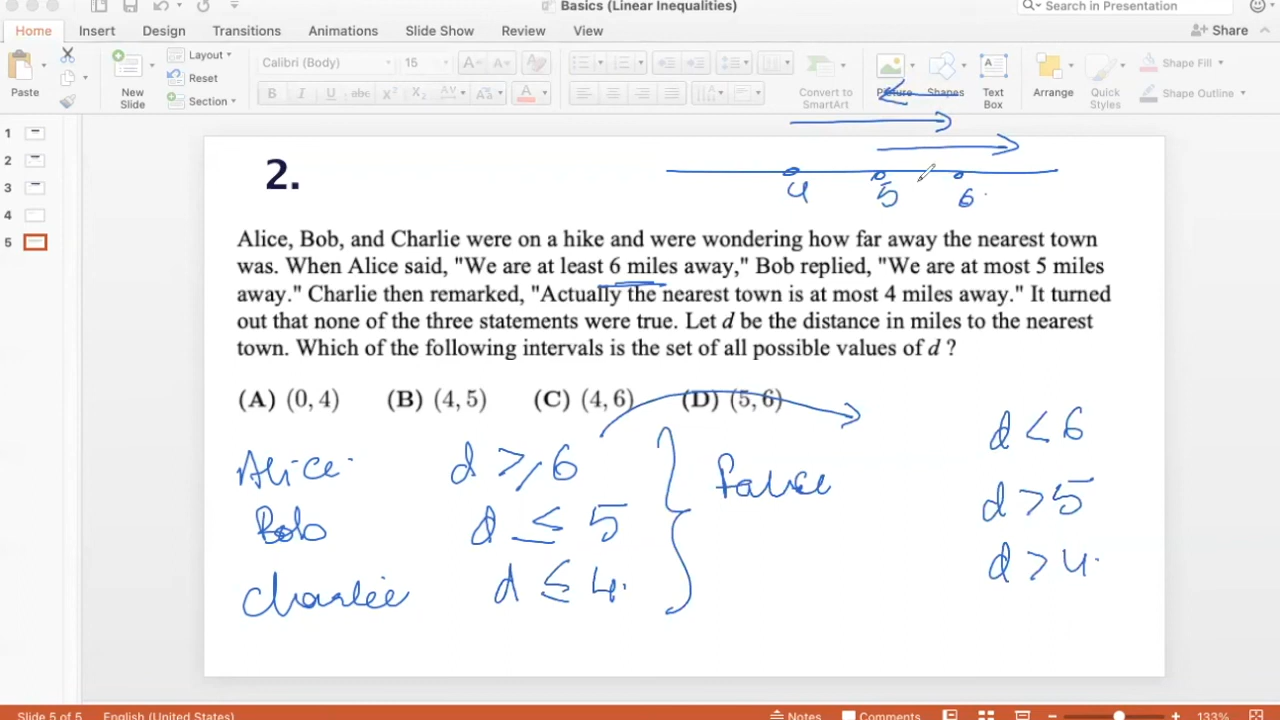 Basics (Linear Inequalities)
Search in Presentation
Home Insert Design Transitions Animations Slide Show Review View
Share
Paste
New Slide
Layout
Reset
Section
Calibri (Body) 15
B I U abc X² X₂ AV Aa A
Convert to SmartArt
Picture
Shapes
Text Box
Arrange
Quick Styles
Shape Fill
Shape Outline
1
2
3
4
5
2.
4 5 6
Alice, Bob, and Charlie were on a hike and were wondering how far away the nearest town
was. When Alice said, "We are at least 6 miles away," Bob replied, "We are at most 5 miles
away." Charlie then remarked, "Actually the nearest town is at most 4 miles away." It turned
out that none of the three statements were true. Let d be the distance in miles to the nearest
town. Which of the following intervals is the set of all possible values of d ?
(A) (0, 4) (B) (4, 5) (C) (4, 6) (D) (5, 6)
Alice d ≥ 6
Bob d ≤ 5
Charlie d ≤ 4.
false
d < 6
d > 5
d > 4.
Slide 5 of 5 English (United States) Notes Comments 133%